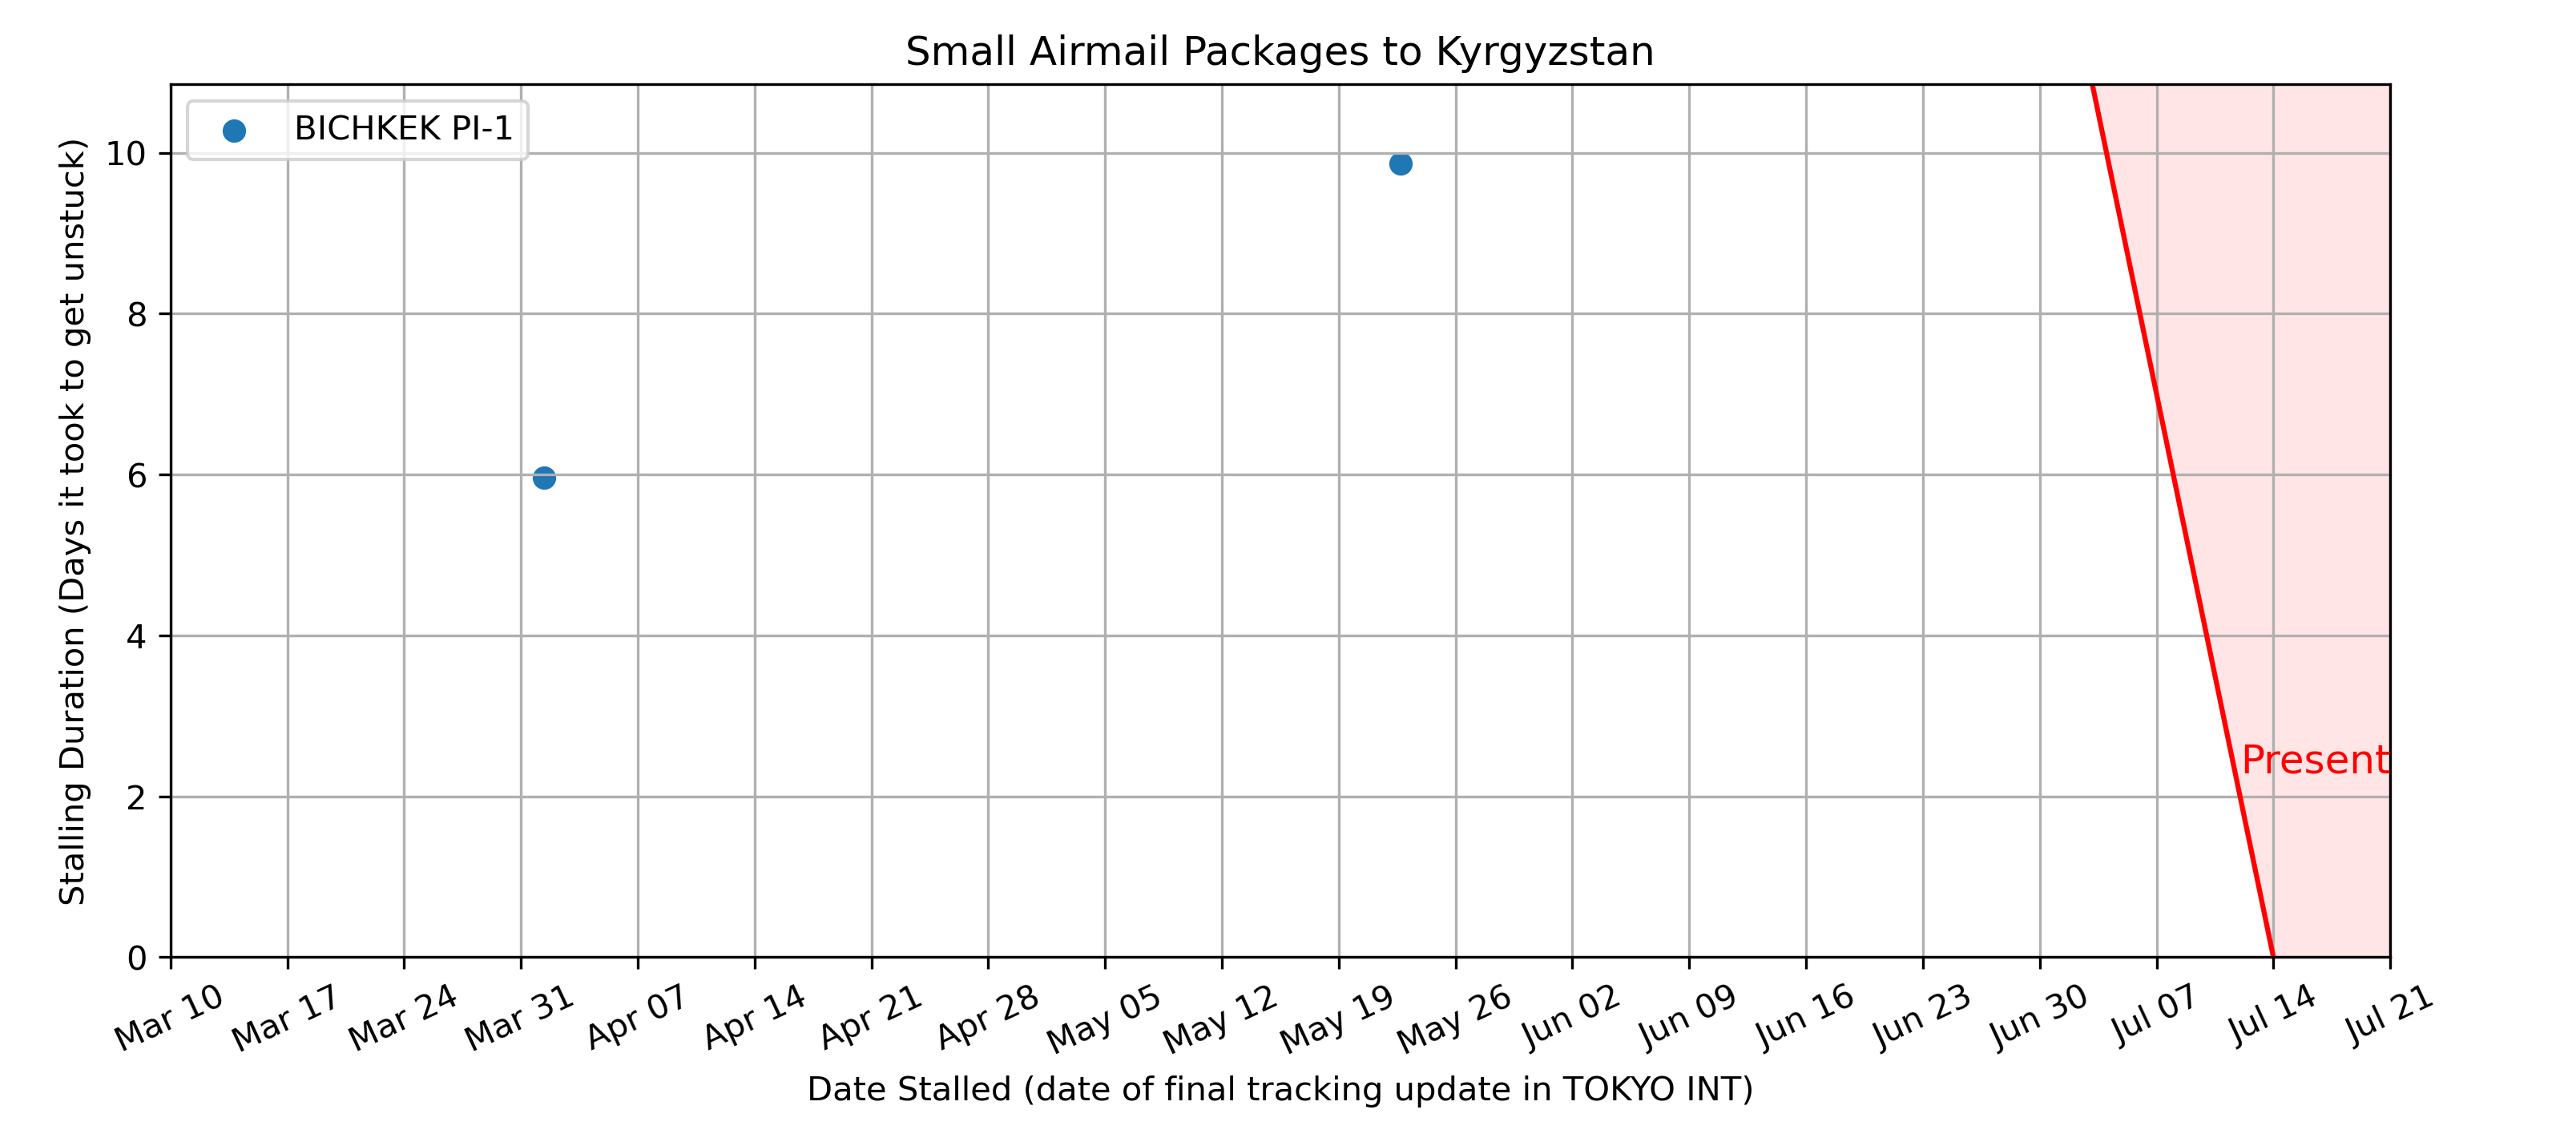 Small Airmail Packages to Kyrgyzstan
BICHKEK PI-1
Stalling Duration (Days it took to get unstuck)
10
8
6
4
2
0
Present
Mar 10
Mar 17
Mar 24
Mar 31
Apr 07
Apr 14
Apr 21
Apr 28
May 05
May 12
May 19
May 26
Jun 02
Jun 09
Jun 16
Jun 23
Jun 30
Jul 07
Jul 14
Jul 21
Date Stalled (date of final tracking update in TOKYO INT)